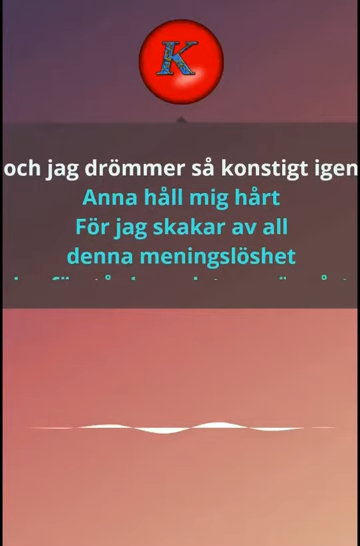 K
och jag drömmer så konstigt igen
Anna håll mig hårt
För jag skakar av all
denna meningslöshet